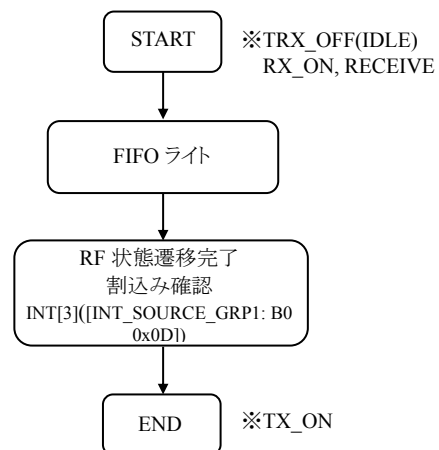 START
※TRX_OFF(IDLE)
RX_ON, RECEIVE
FIFO ライト
RF 状態遷移完了
割込み確認
INT[3]([INT_SOURCE_GRP1: B0
0x0D])
END
※TX_ON